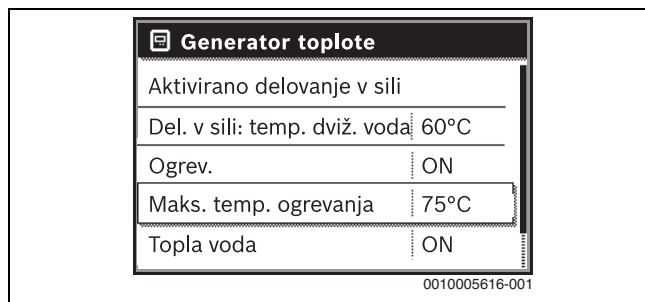 Generator toplote
Aktivirano delovanje v sili
Del. v sili: temp. dviž. voda 60°C
Ogrev. ON
Maks. temp. ogrevanja 75°C
Topla voda ON
0010005616-001